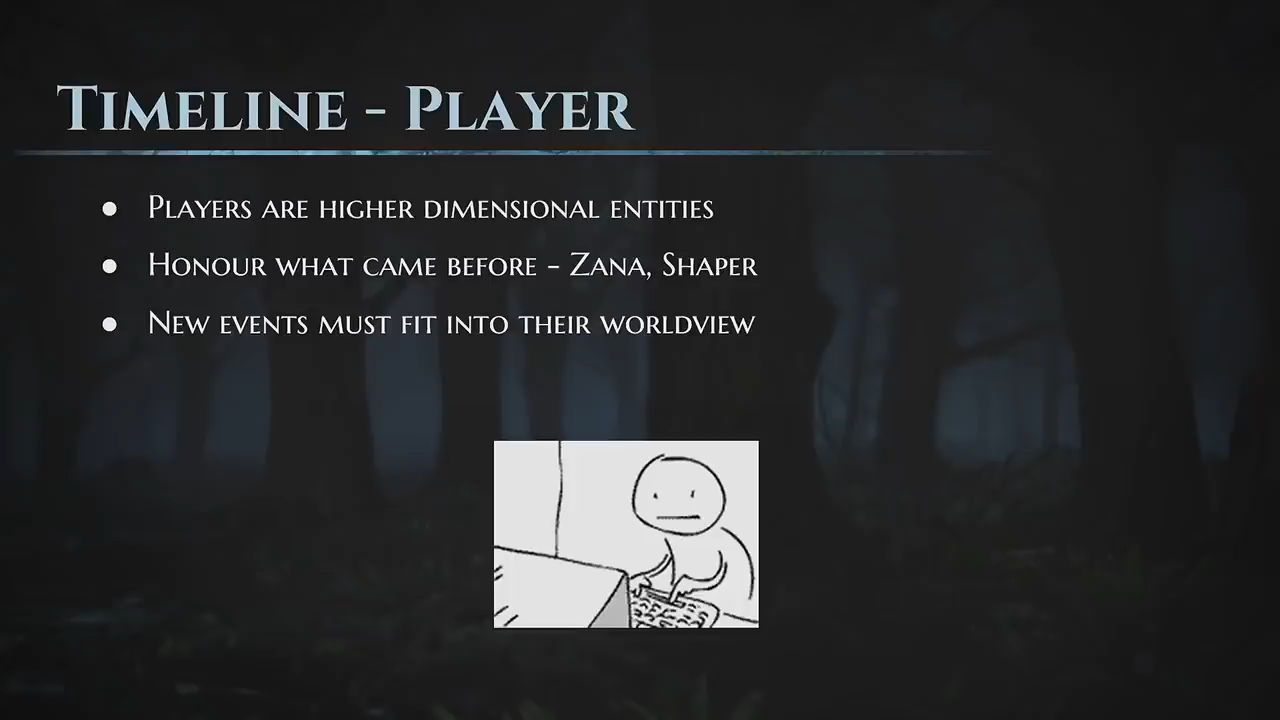 Timeline - Player
● Players are higher dimensional entities
● Honour what came before - Zana, Shaper
● New events must fit into their worldview